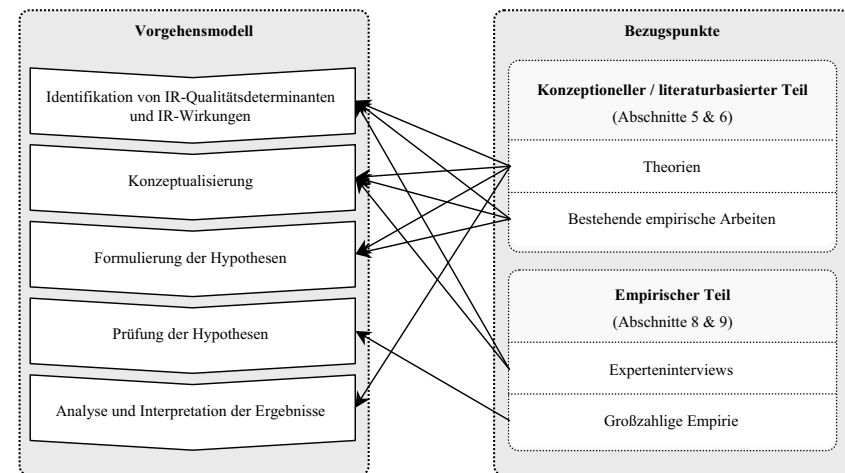 Vorgehensmodell
Identifikation von IR-Qualitätsdeterminanten
und IR-Wirkungen
Konzeptualisierung
Formulierung der Hypothesen
Prüfung der Hypothesen
Analyse und Interpretation der Ergebnisse
Bezugspunkte
Konzeptioneller / literaturbasierter Teil
(Abschnitte 5 & 6)
Theorien
Bestehende empirische Arbeiten
Empirischer Teil
(Abschnitte 8 & 9)
Experteninterviews
Großzahlige Empirie